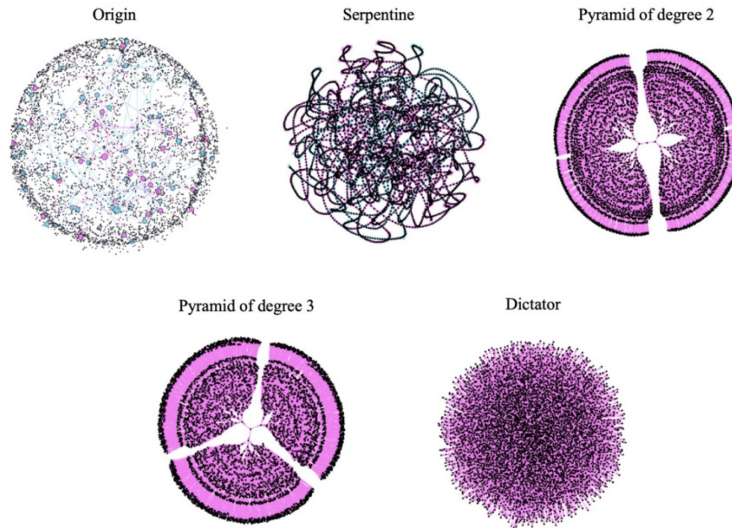 Origin
Serpentine
Pyramid of degree 2
Pyramid of degree 3
Dictator